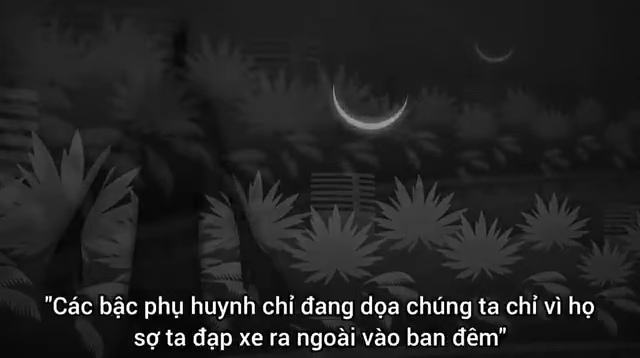 "Các bậc phụ huynh chỉ đang dọa chúng ta chỉ vì họ
sợ ta đạp xe ra ngoài vào ban đêm"